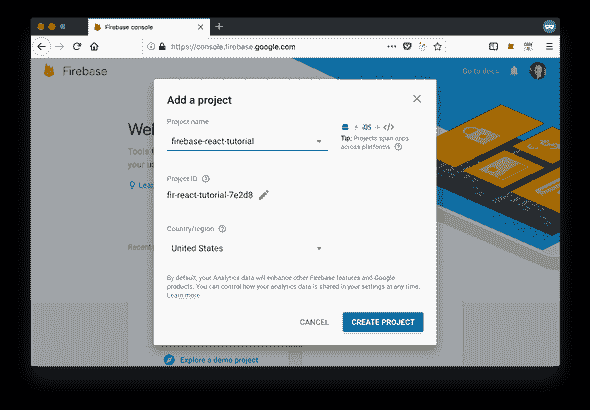 Firebase console
https://console.firebase.google.com
Firebase
Go to docs
Wel
Tools
your us
Lear
Recent
Add a project
Project name
firebase-react-tutorial
iOS </>
Tip: Projects span apps
across platforms
Project ID
fir-react-tutorial-7e2d8
Country/region
United States
By default, your Analytics data will enhance other Firebase features and Google
products. You can control how your analytics data is shared in your settings at any time.
Learn more
CANCEL
CREATE PROJECT
Explore a demo project